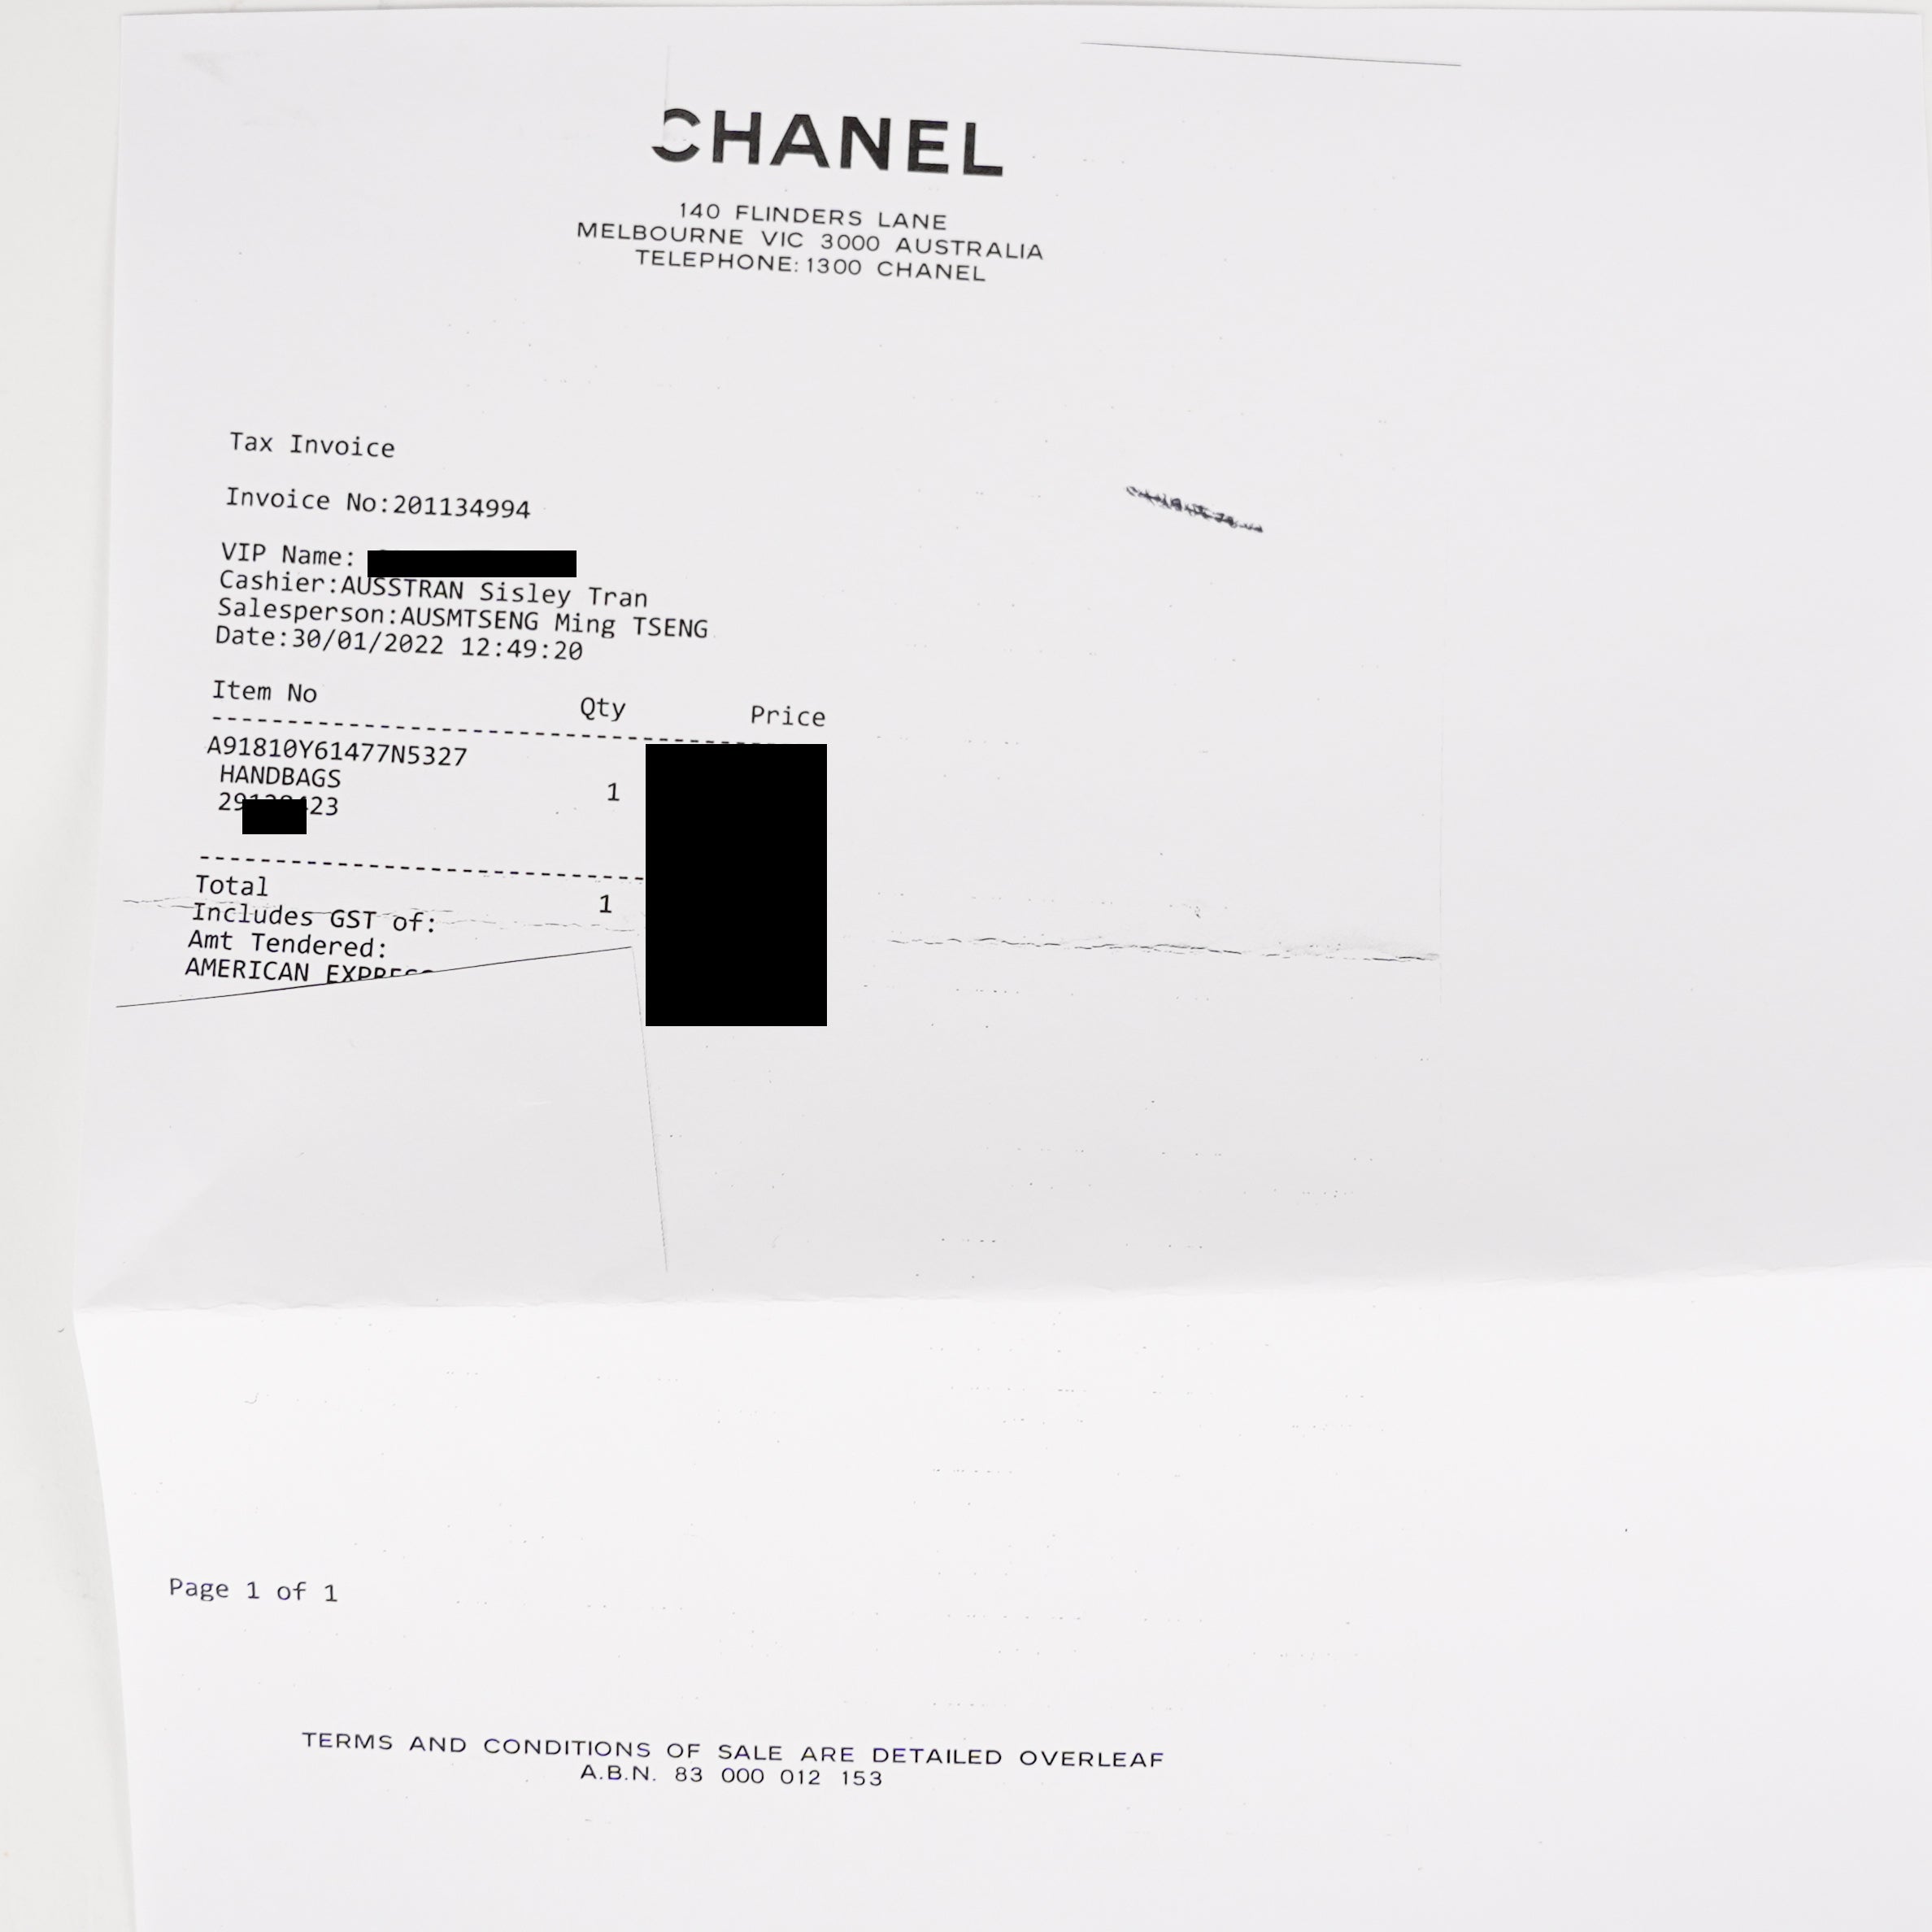 CHANEL
140 FLINDERS LANE
MELBOURNE VIC 3000 AUSTRALIA
TELEPHONE: 1300 CHANEL
Tax Invoice
Invoice No:201134994
VIP Name:
Cashier:AUSSTRAN Sisley Tran
Salesperson:AUSMTSENG Ming TSENG
Date:30/01/2022 12:49:20
Item No Qty Price
A91810Y61477N5327
HANDBAGS 1
Total 1
Includes GST of:
Amt Tendered:
AMERICAN EXPRESS
Page 1 of 1
TERMS AND CONDITIONS OF SALE ARE DETAILED OVERLEAF
A.B.N. 83 000 012 153